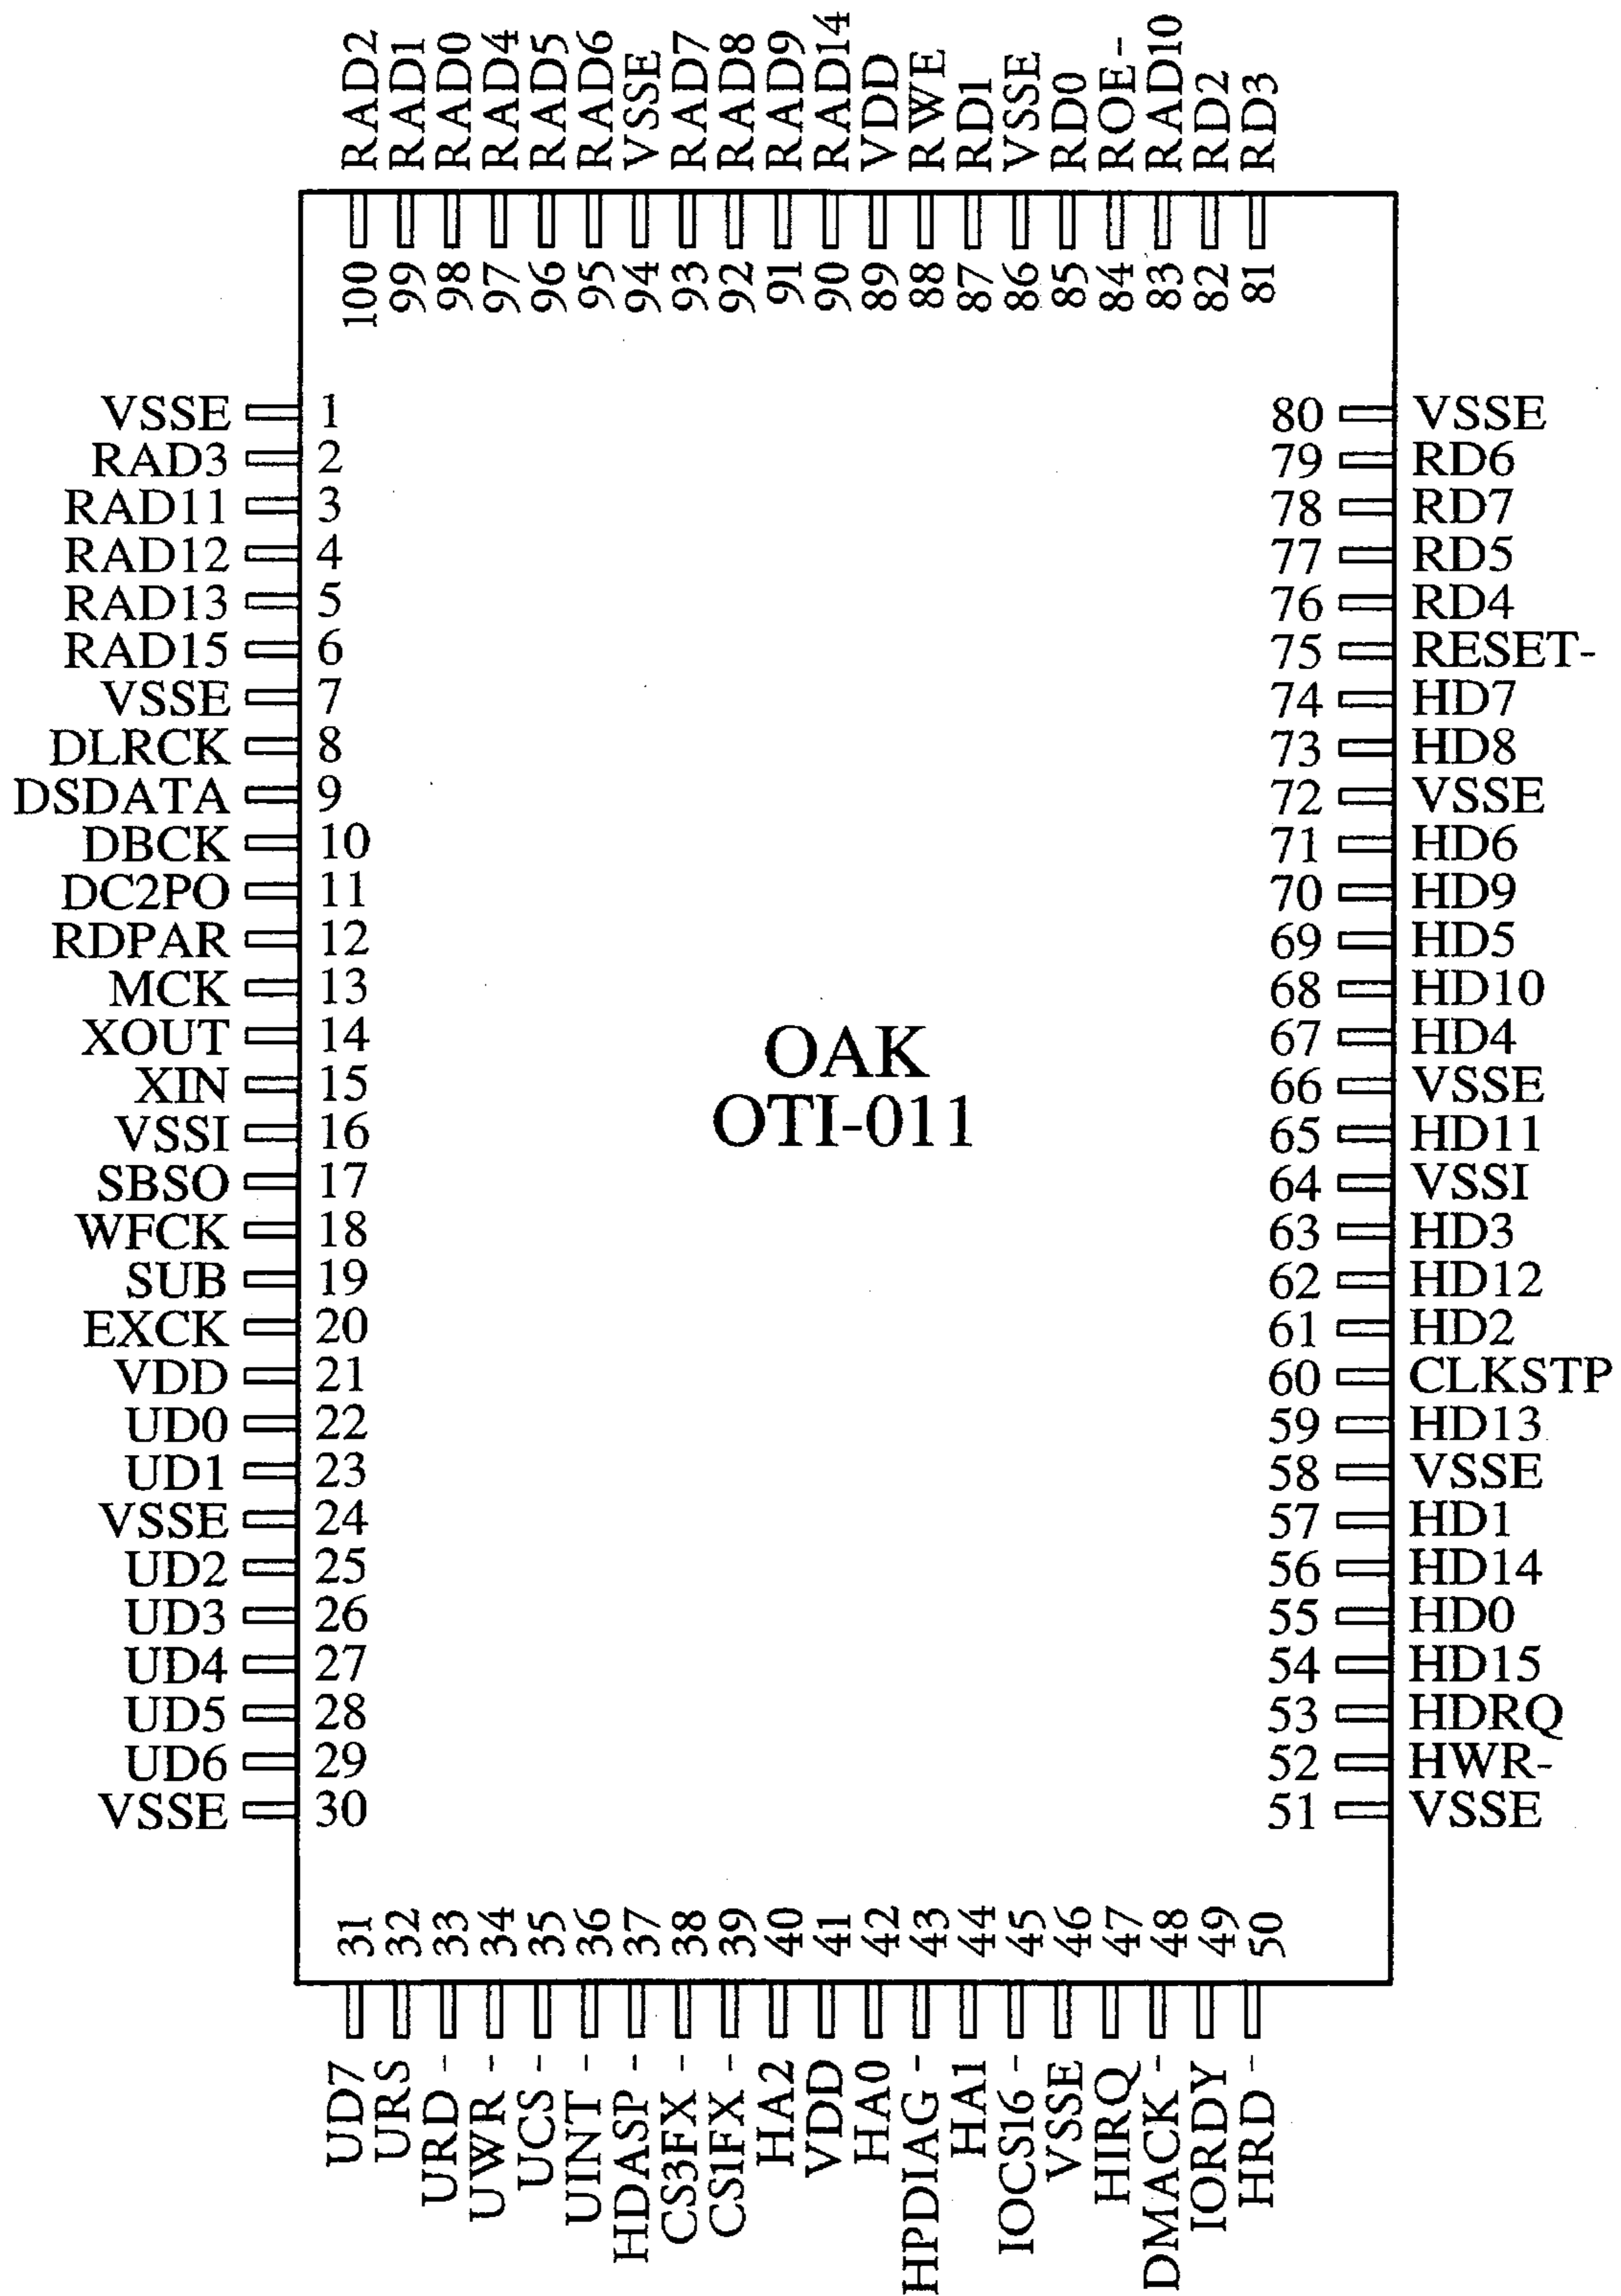 RAD2
RAD1
RAD0
RAD4
RAD5
RAD6
VSSE
RAD7
RAD8
RAD9
RAD14
VDD
RWE
RD1
VSSE
RD0
ROE-
RAD10
RD2
RD3
100
99
98
97
96
95
94
93
92
91
90
89
88
87
86
85
84
83
82
81
VSSE 1
RAD3 2
RAD11 3
RAD12 4
RAD13 5
RAD15 6
VSSE 7
DLRCK 8
DSDATA 9
DBCK 10
DC2PO 11
RDPAR 12
MCK 13
XOUT 14
XIN 15
VSSI 16
SBSO 17
WFCK 18
SUB 19
EXCK 20
VDD 21
UD0 22
UD1 23
VSSE 24
UD2 25
UD3 26
UD4 27
UD5 28
UD6 29
VSSE 30
OAK
OTI-011
80 VSSE
79 RD6
78 RD7
77 RD5
76 RD4
75 RESET-
74 HD7
73 HD8
72 VSSE
71 HD6
70 HD9
69 HD5
68 HD10
67 HD4
66 VSSE
65 HD11
64 VSSI
63 HD3
62 HD12
61 HD2
60 CLKSTP
59 HD13
58 VSSE
57 HD1
56 HD14
55 HD0
54 HD15
53 HDRQ
52 HWR-
51 VSSE
31
32
33
34
35
36
37
38
39
40
41
42
43
44
45
46
47
48
49
50
UD7
URS
URD -
UWR -
UCS -
UINT -
HDASP -
CS3FX -
CS1FX -
HA2
VDD
HA0
HPDIAG -
HA1
IOCS16 -
VSSE
HIRQ
DMACK -
IORDY
HRD -